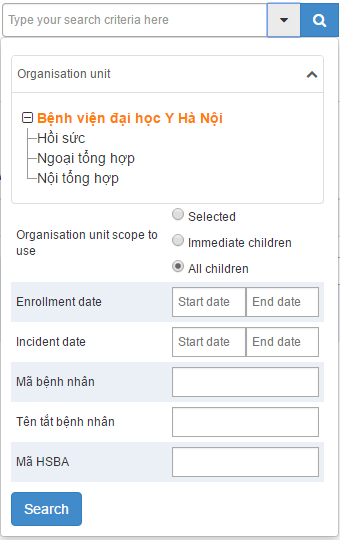 Type your search criteria here
Organisation unit
Bệnh viện đại học Y Hà Nội
Hồi sức
Ngoại tổng hợp
Nội tổng hợp
Organisation unit scope to
use
Selected
Immediate children
All children
Enrollment date Start date End date
Incident date Start date End date
Mã bệnh nhân
Tên tắt bệnh nhân
Mã HSBA
Search